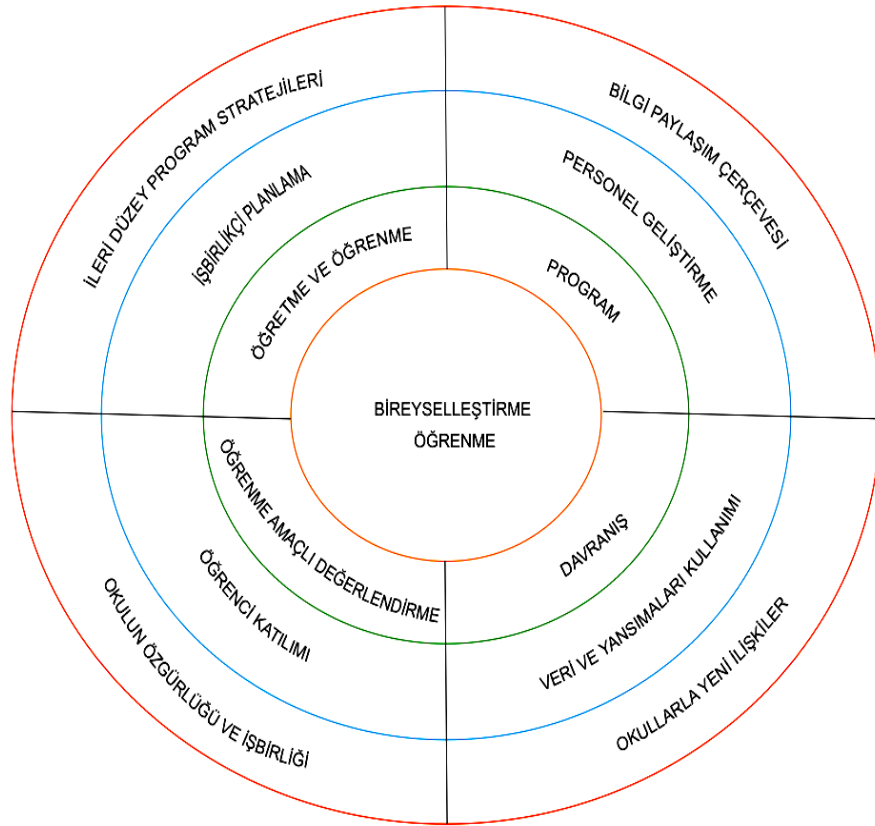 İLERİ DÜZEY PROGRAM STRATEJİLERİ
BİLGİ PAYLAŞIM ÇERÇEVESİ
İŞBİRLİKÇİ PLANLAMA
PERSONEL GELİŞTİRME
ÖĞRETME VE ÖĞRENME
PROGRAM
BİREYSELLEŞTİRME
ÖĞRENME
ÖĞRENME AMAÇLI DEĞERLENDİRME
DAVRANIŞ
ÖĞRENCİ KATILIMI
VERİ VE YANSIMALARI KULLANIMI
OKULUN ÖZGÜRLÜĞÜ VE İŞBİRLİĞİ
OKULLARLA YENİ İLİŞKİLER